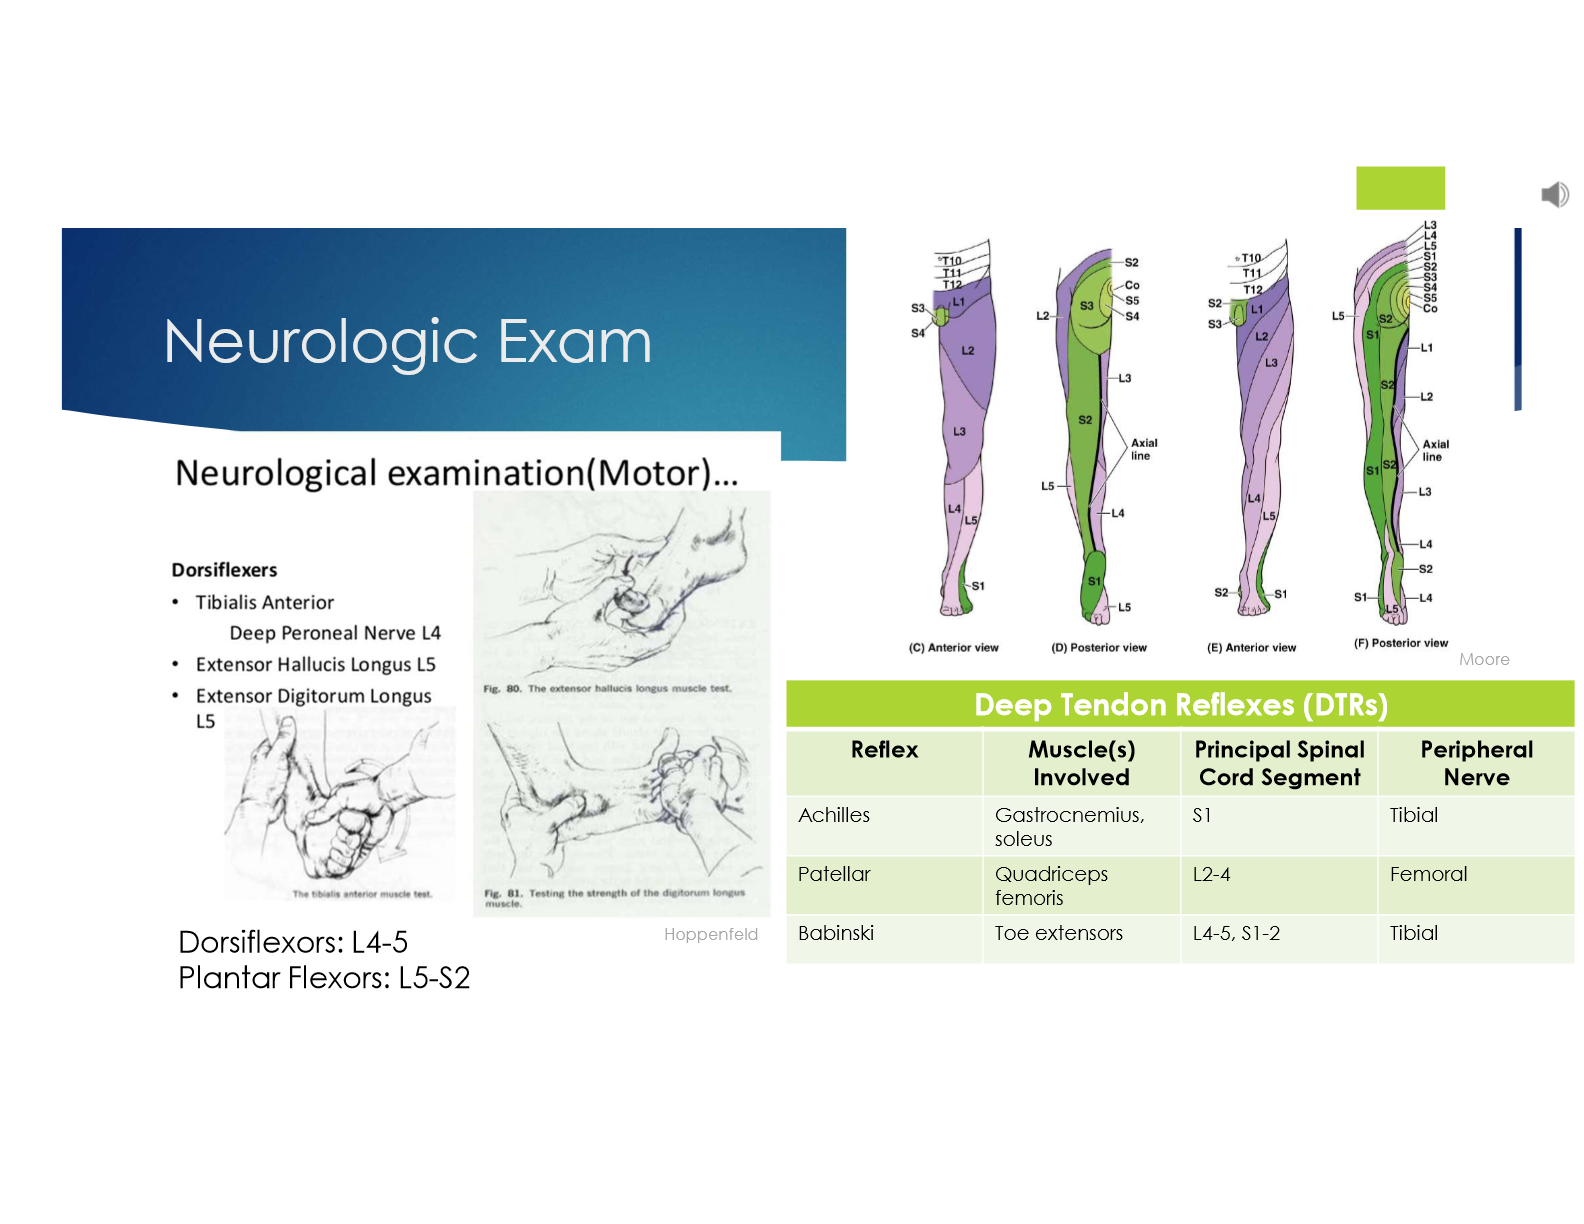 Neurologic Exam
Neurological examination(Motor)...
Dorsiflexers
• Tibialis Anterior
Deep Peroneal Nerve L4
• Extensor Hallucis Longus L5
• Extensor Digitorum Longus
L5
The tibialis anterior muscle test.
Fig. 80. The extensor hallucis longus muscle test.
Fig. 81. Testing the strength of the digitorum longus
muscle.
Hoppenfeld
Dorsiflexors: L4-5
Plantar Flexors: L5-S2
*T10
T11
T12
L1
S3
S4
L2
L3
L4
L5
S1
(C) Anterior view
S2
Co
S5
S4
S3
L2
L3
S2
Axial
line
L5
L4
S1
L5
(D) Posterior view
*T10
T11
T12
S2
L1
S3
L2
L3
L4
L5
S2
S1
(E) Anterior view
L3
L4
L5
S1
S2
S3
S4
S5
Co
L5
S2
S1
L1
S2
L2
Axial
line
S1
S2
L3
L4
S2
S1
L4
L5
(F) Posterior view
Moore
Deep Tendon Reflexes (DTRs)
Reflex
Muscle(s)
Involved
Principal Spinal
Cord Segment
Peripheral
Nerve
Achilles
Gastrocnemius,
soleus
S1
Tibial
Patellar
Quadriceps
femoris
L2-4
Femoral
Babinski
Toe extensors
L4-5, S1-2
Tibial